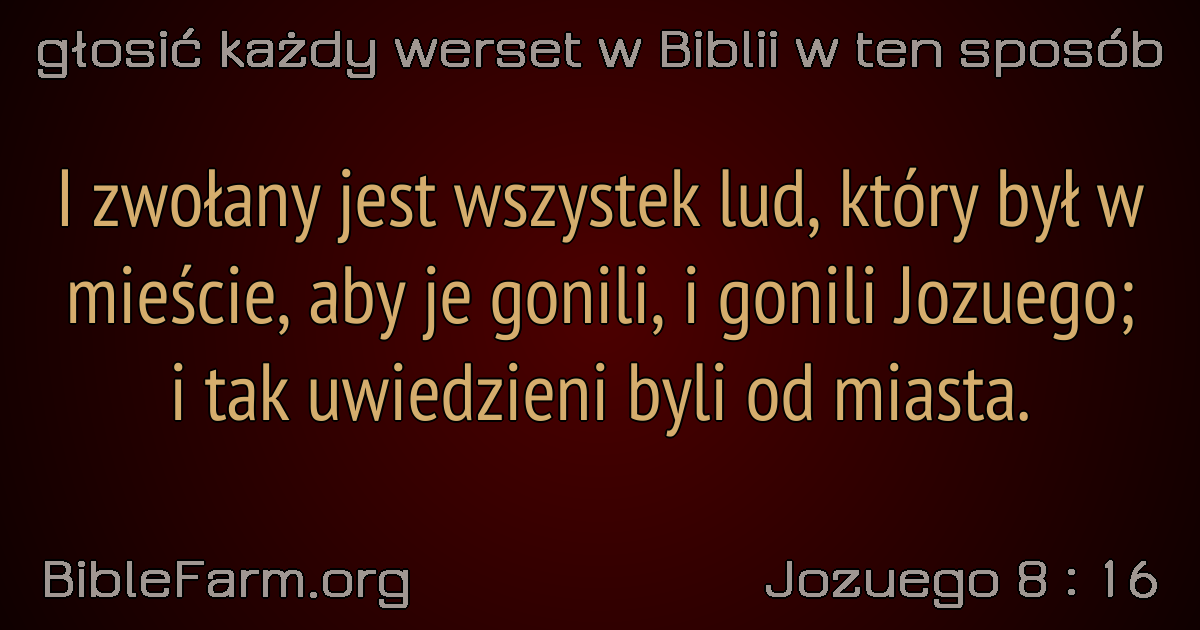 głosić każdy werset w Biblii w ten sposób
I zwołany jest wszystek lud, który był w
mieście, aby je gonili, i gonili Jozuego;
i tak uwiedzieni byli od miasta.
BibleFarm.org
Jozuego 8 : 16